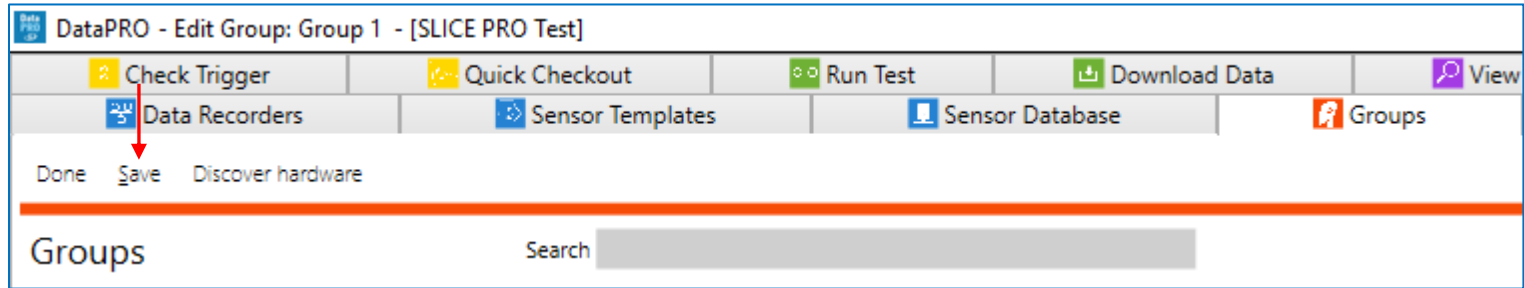 DataPRO - Edit Group: Group 1 - [SLICE PRO Test]
Check Trigger Quick Checkout Run Test Download Data View
Data Recorders Sensor Templates Sensor Database Groups
Done Save Discover hardware
Groups Search